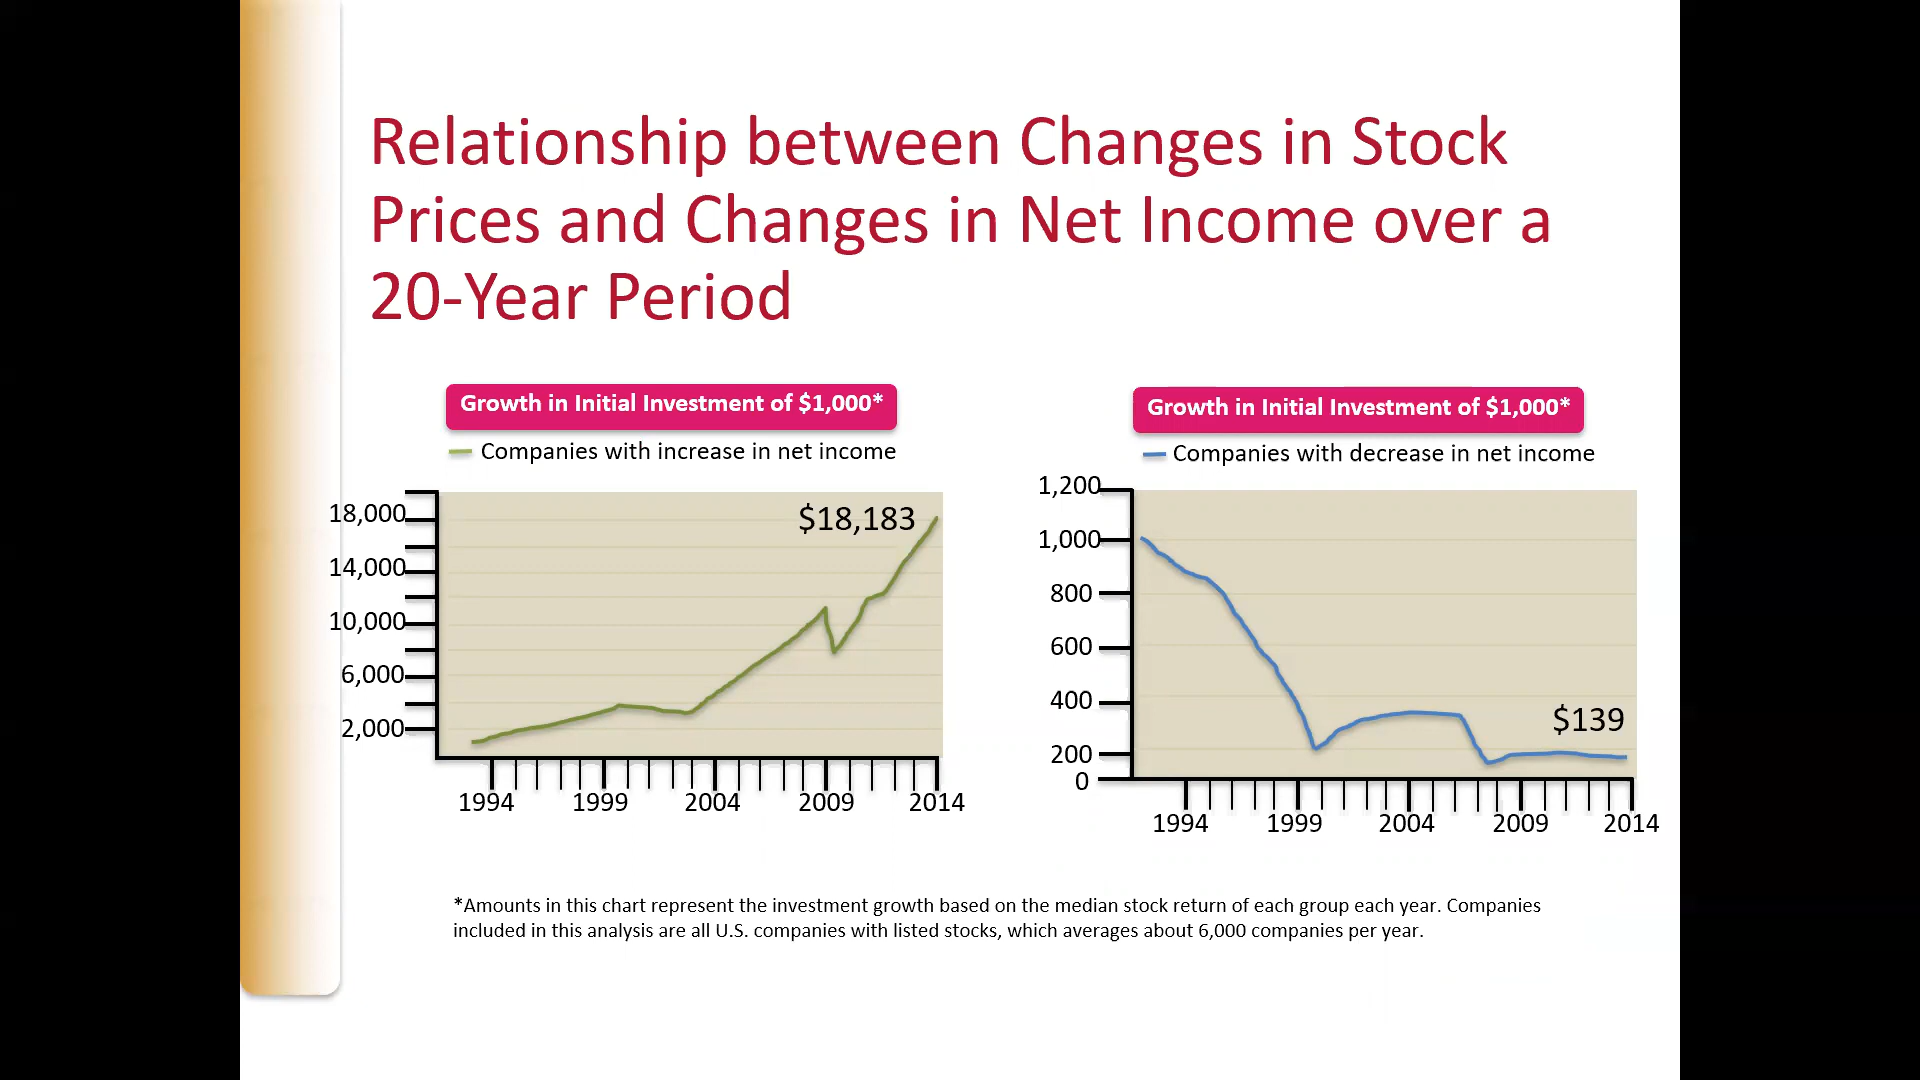 Relationship between Changes in Stock
Prices and Changes in Net Income over a
20-Year Period
Growth in Initial Investment of $1,000*
Companies with increase in net income
18,000
14,000
10,000
6,000
2,000
$18,183
1994 1999 2004 2009 2014
Growth in Initial Investment of $1,000*
Companies with decrease in net income
1,200
1,000
800
600
400
200
0
$139
1994 1999 2004 2009 2014
*Amounts in this chart represent the investment growth based on the median stock return of each group each year. Companies
included in this analysis are all U.S. companies with listed stocks, which averages about 6,000 companies per year.